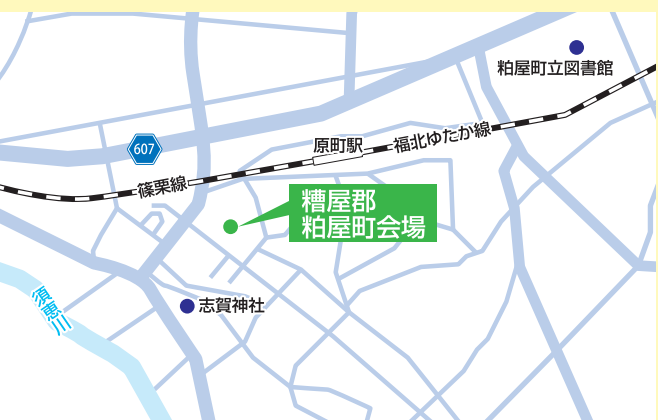 粕屋町立図書館
607
原町駅
福北ゆたか線
篠栗線
糟屋郡
粕屋町会場
須恵川
志賀神社